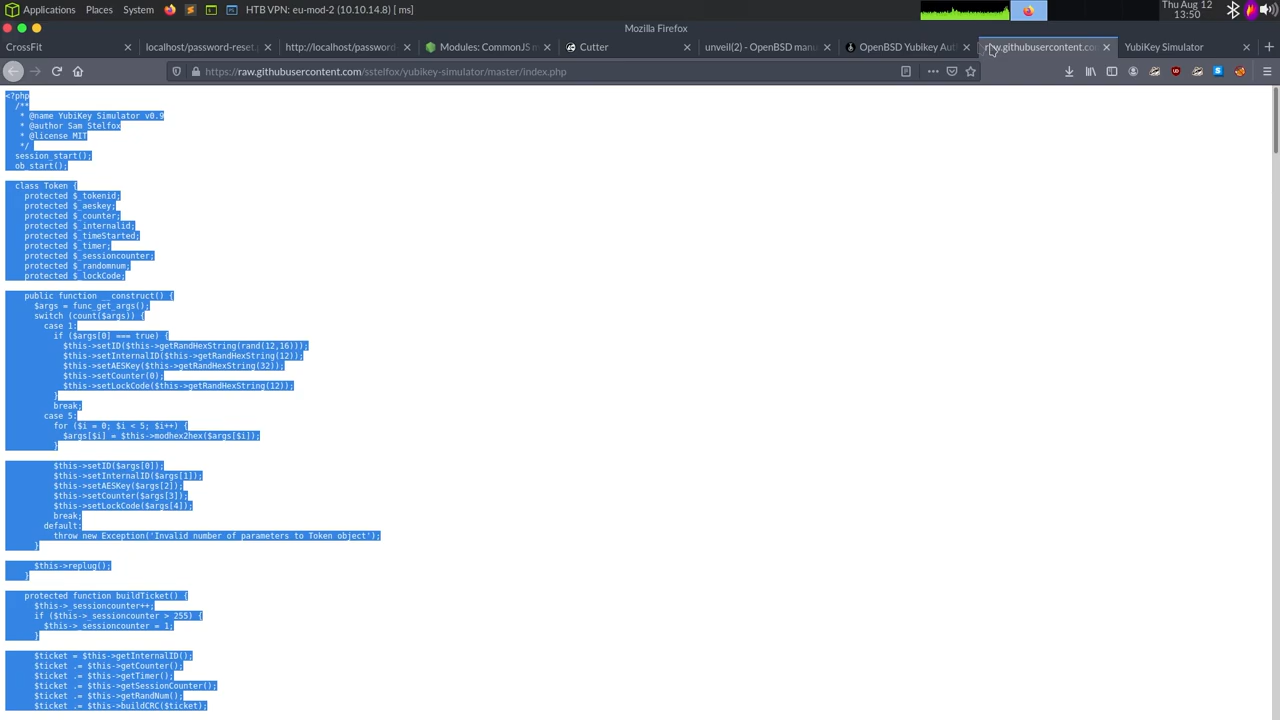 Applications Places System HTB VPN: eu-mod-2 (10.10.14.8) [ms] Thu Aug 12 13:50
Mozilla Firefox
CrossFit localhost/password-reset. http://localhost/password Modules: CommonJS m Cutter unveil(2) - OpenBSD manu OpenBSD Yubikey Aut raw.githubusercontent.co YubiKey Simulator
https://raw.githubusercontent.com/sstelfox/yubikey-simulator/master/index.php
<?php
/**
* @name YubiKey Simulator v0.9
* @author Sam Stelfox
* @license MIT
*/
session_start();
ob_start();
class Token {
protected $_tokenid;
protected $_aeskey;
protected $_counter;
protected $_internalid;
protected $_timeStarted;
protected $_timer;
protected $_sessioncounter;
protected $_randomnum;
protected $_lockCode;
public function __construct() {
$args = func_get_args();
switch (count($args)) {
case 1:
if ($args[0] === true) {
$this->setID($this->getRandHexString(rand(12,16)));
$this->setInternalID($this->getRandHexString(12));
$this->setAESKey($this->getRandHexString(32));
$this->setCounter(0);
$this->setLockCode($this->getRandHexString(12));
}
break;
case 5:
for ($i = 0; $i < 5; $i++) {
$args[$i] = $this->modhex2hex($args[$i]);
}
$this->setID($args[0]);
$this->setInternalID($args[1]);
$this->setAESKey($args[2]);
$this->setCounter($args[3]);
$this->setLockCode($args[4]);
break;
default:
throw new Exception('Invalid number of parameters to Token object');
}
$this->replug();
}
protected function buildTicket() {
$this->_sessioncounter++;
if ($this->_sessioncounter > 255) {
$this->_sessioncounter = 1;
}
$ticket = $this->getInternalID();
$ticket .= $this->getCounter();
$ticket .= $this->getTimer();
$ticket .= $this->getSessionCounter();
$ticket .= $this->getRandNum();
$ticket .= $this->buildCRC($ticket);